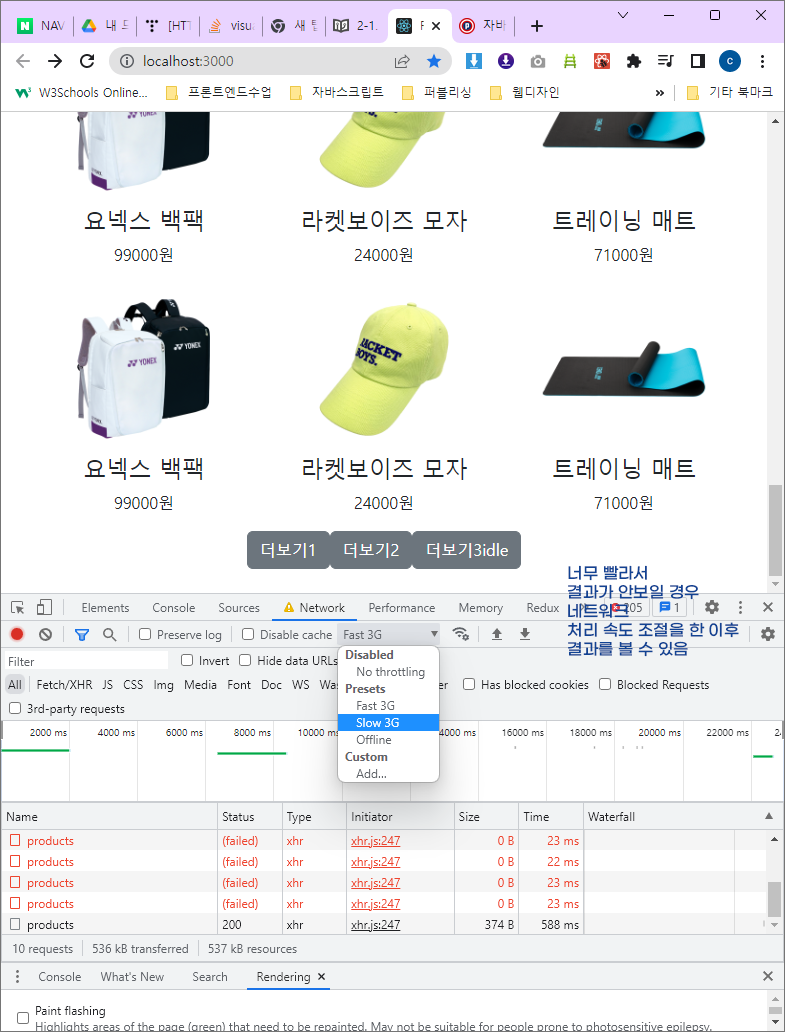 NAV
내 드
[HT
visua
새 탭
2-1.
자바
localhost:3000
W3Schools Online...
프론트엔드수업
자바스크립트
퍼블리싱
웹디자인
»
기타 북마크
요넥스 백팩
라켓보이즈 모자
트레이닝 매트
99000원
24000원
71000원
YONEX
YONEX
JACKET
BOYS.
요넥스 백팩
라켓보이즈 모자
트레이닝 매트
99000원
24000원
71000원
더보기1
더보기2
더보기3idle
너무 빨라서
결과가 안보일 경우
네트워크
처리 속도 조절을 한 이후
결과를 볼 수 있음
Elements
Console
Sources
Network
Performance
Memory
Redux
205
1
Preserve log
Disable cache
Fast 3G
Disabled
No throttling
Presets
Fast 3G
Slow 3G
Offline
Custom
Add...
Filter
Invert
Hide data URLs
All
Fetch/XHR
JS
CSS
Img
Media
Font
Doc
WS
Has blocked cookies
Blocked Requests
3rd-party requests
2000 ms
4000 ms
6000 ms
8000 ms
10000 ms
16000 ms
18000 ms
20000 ms
22000 ms
Name Status Type Initiator Size Time Waterfall
products (failed) xhr xhr.js:247 0 B 23 ms
products (failed) xhr xhr.js:247 0 B 22 ms
products (failed) xhr xhr.js:247 0 B 23 ms
products (failed) xhr xhr.js:247 0 B 23 ms
products 200 xhr xhr.js:247 374 B 588 ms
10 requests
536 kB transferred
537 kB resources
Console
What's New
Search
Rendering
Paint flashing
Highlights areas of the page (green) that need to be repainted. May not be suitable for people prone to photosensitive epilepsy.